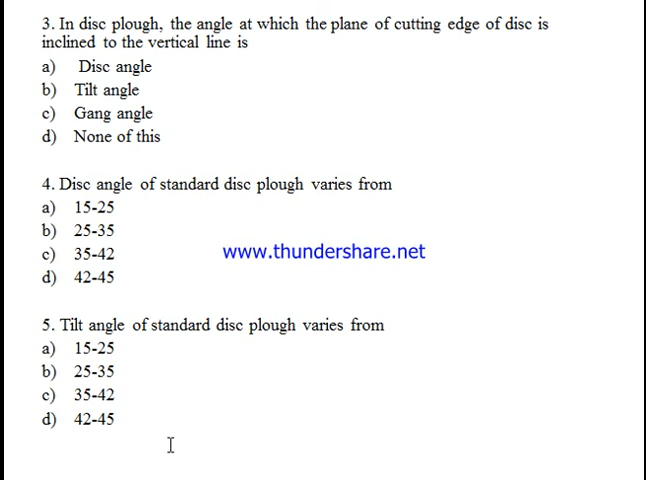 3. In disc plough, the angle at which the plane of cutting edge of disc is
inclined to the vertical line is
a) Disc angle
b) Tilt angle
c) Gang angle
d) None of this
4. Disc angle of standard disc plough varies from
a) 15-25
b) 25-35
c) 35-42
www.thundershare.net
d) 42-45
5. Tilt angle of standard disc plough varies from
a) 15-25
b) 25-35
c) 35-42
d) 42-45